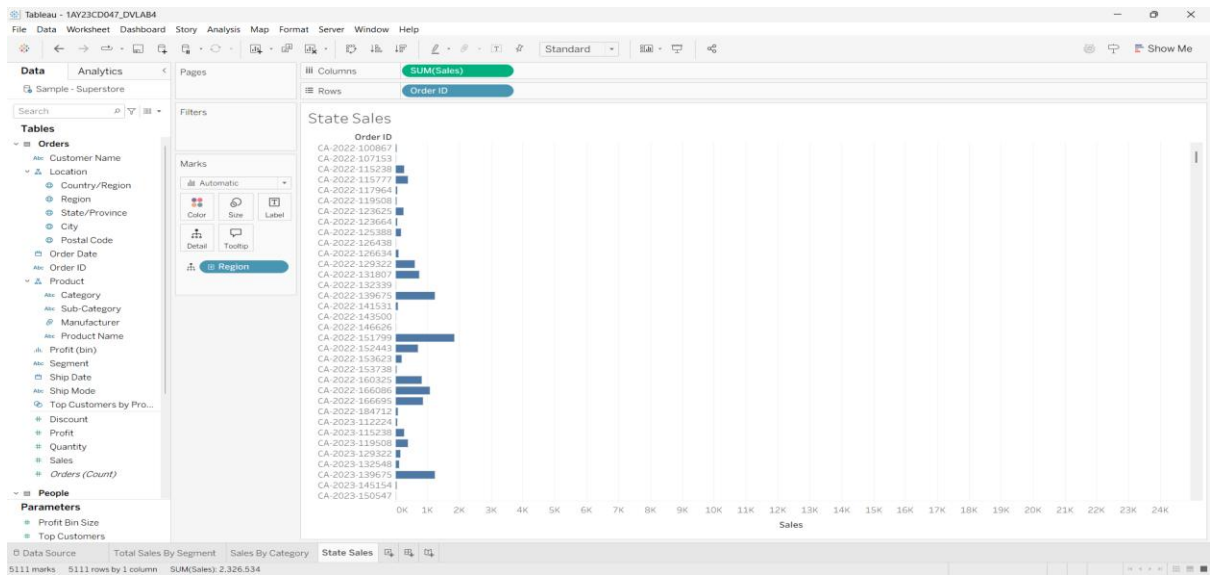 Tableau - 1AY23CD047_DVLAB4
File Data Worksheet Dashboard Story Analysis Map Format Server Window Help
Standard
Show Me
Data Analytics
Pages
Columns SUM(Sales)
Sample - Superstore
Rows Order ID
Search
Filters
State Sales
Tables
Orders
Customer Name
Location
Country/Region
Region
State/Province
City
Postal Code
Order Date
Order ID
Product
Category
Sub-Category
Manufacturer
Product Name
Profit (bin)
Segment
Ship Date
Ship Mode
Top Customers by Pro...
Discount
Profit
Quantity
Sales
Orders (Count)
People
Parameters
Profit Bin Size
Top Customers
Marks
Automatic
Color Size Label
Detail Tooltip
Region
Order ID
CA-2022-100867
CA-2022-107153
CA-2022-115238
CA-2022-115777
CA-2022-117964
CA-2022-119508
CA-2022-123625
CA-2022-123664
CA-2022-125388
CA-2022-126438
CA-2022-126634
CA-2022-129322
CA-2022-131807
CA-2022-132339
CA-2022-139675
CA-2022-141531
CA-2022-143500
CA-2022-146626
CA-2022-151799
CA-2022-152443
CA-2022-153623
CA-2022-153738
CA-2022-160325
CA-2022-166086
CA-2022-166695
CA-2022-184712
CA-2023-112224
CA-2023-115238
CA-2023-119508
CA-2023-129322
CA-2023-132548
CA-2023-139675
CA-2023-145154
CA-2023-150547
0K 1K 2K 3K 4K 5K 6K 7K 8K 9K 10K 11K 12K 13K 14K 15K 16K 17K 18K 19K 20K 21K 22K 23K 24K
Sales
Data Source Total Sales By Segment Sales By Category State Sales
5111 marks 5111 rows by 1 column SUM(Sales): 2,326,534